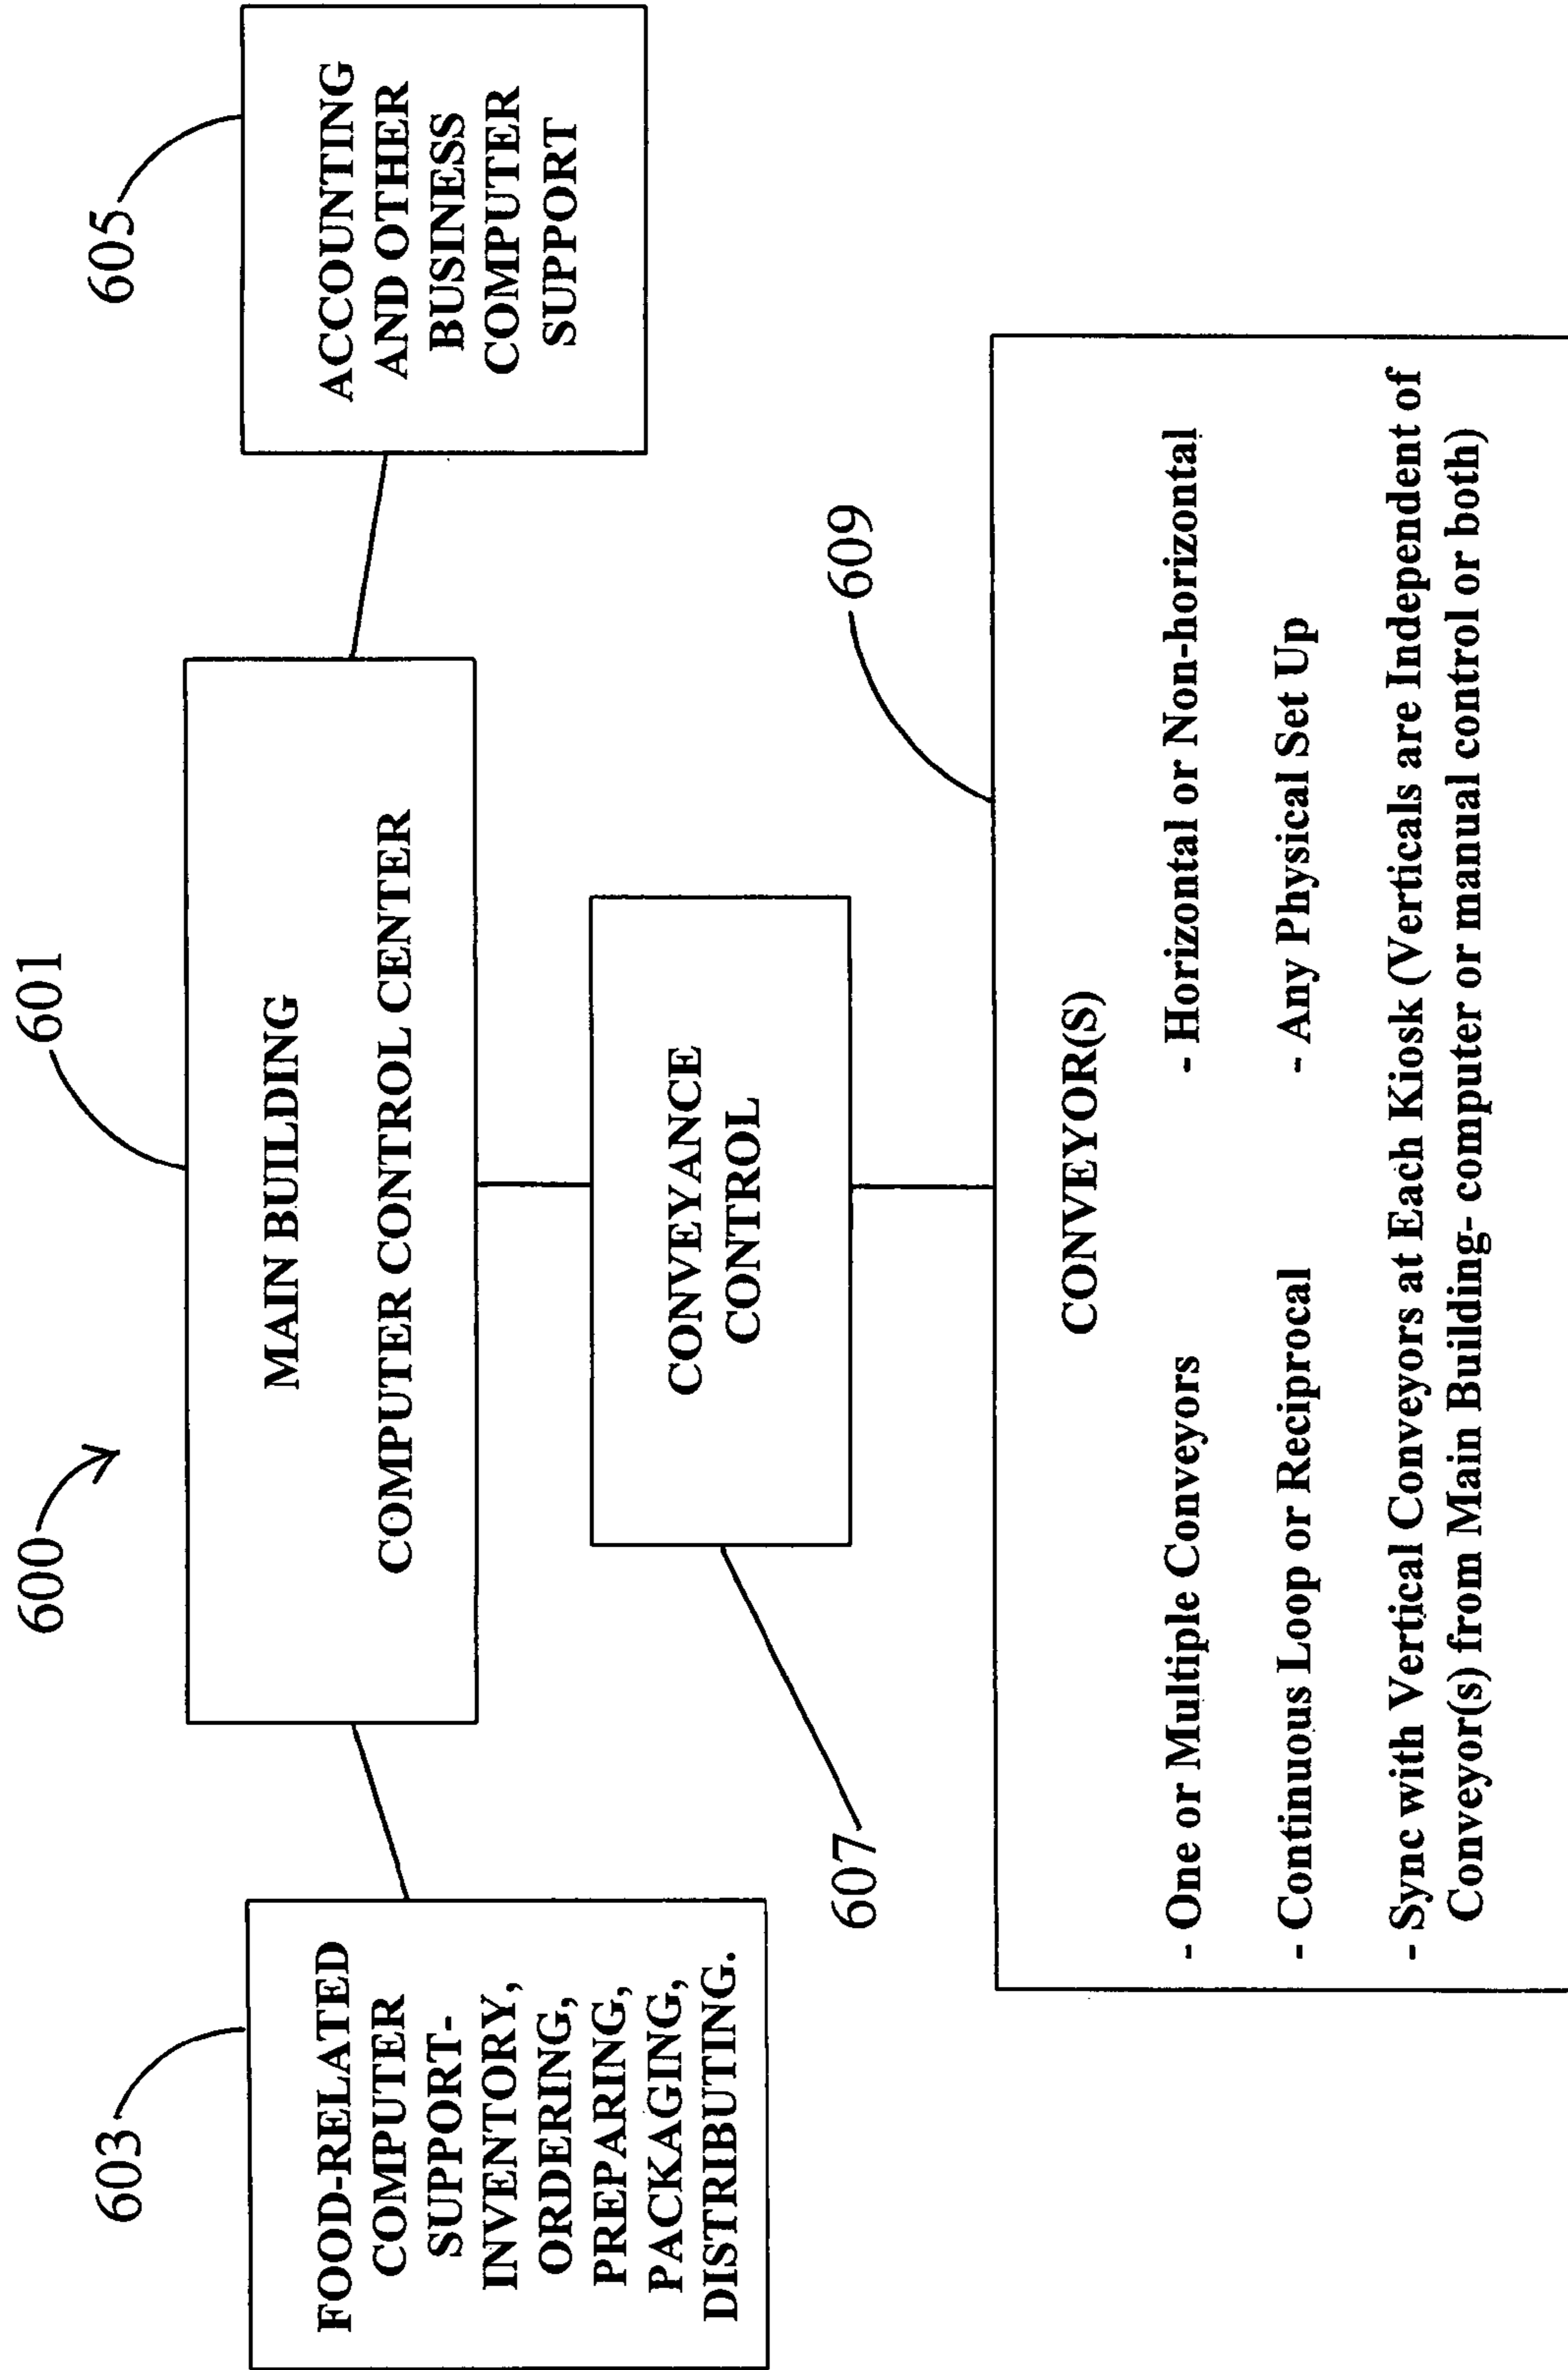 600
601
MAIN BUILDING
COMPUTER CONTROL CENTER
603
FOOD-RELATED
COMPUTER
SUPPORT-
INVENTORY,
ORDERING,
PREPARING,
PACKAGING,
DISTRIBUTING.
605
ACCOUNTING
AND OTHER
BUSINESS
COMPUTER
SUPPORT
607
CONVEYANCE
CONTROL
609
CONVEYOR(S)
- One or Multiple Conveyors - Horizontal or Non-horizontal
- Continuous Loop or Reciprocal - Any Physical Set Up
- Sync with Vertical Conveyors at Each Kiosk (Verticals are Independent of
Conveyor(s) from Main Building- computer or manual control or both)